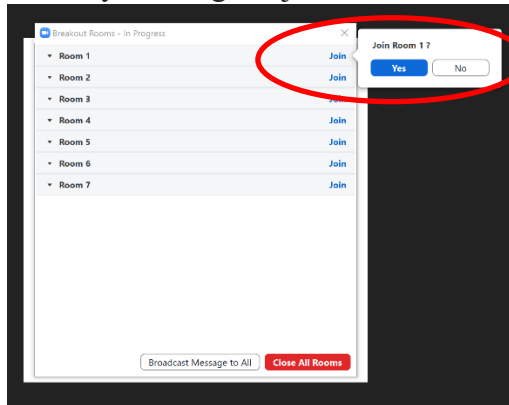 Breakout Rooms - In Progress
Join Room 1 ?
Yes No
Room 1 Join
Room 2 Join
Room 3 Join
Room 4 Join
Room 5 Join
Room 6 Join
Room 7 Join
Broadcast Message to All Close All Rooms